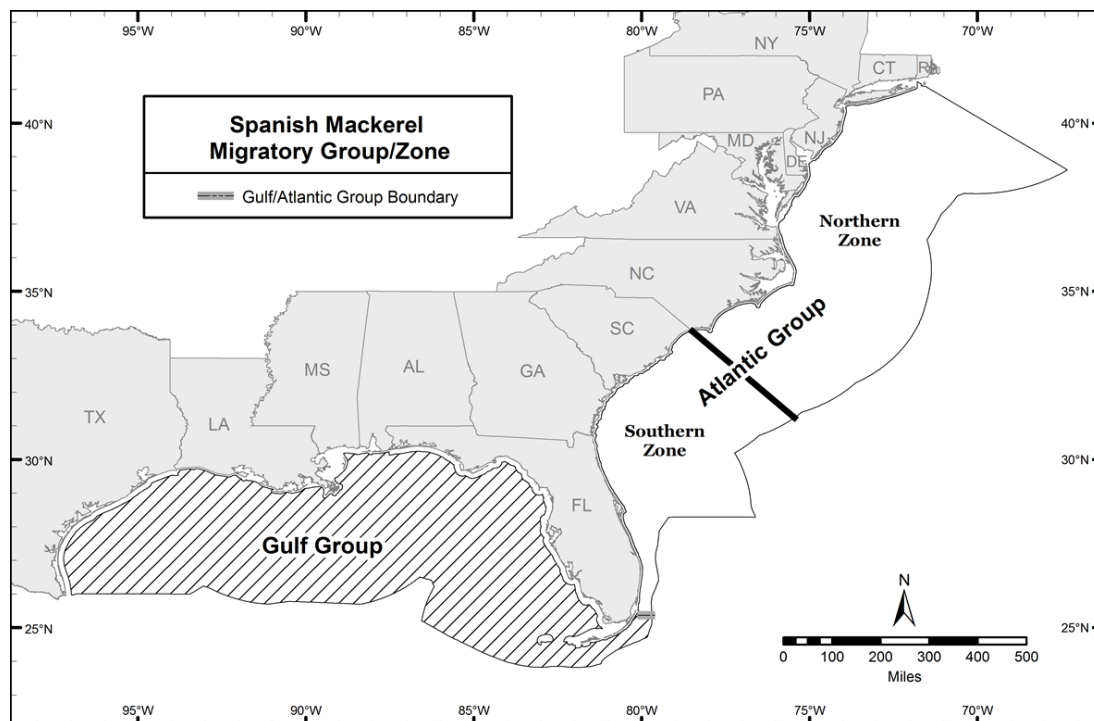 95°W 90°W 85°W 80°W 75°W 70°W
NY
CT RI
PA
40°N 40°N
Spanish Mackerel
Migratory Group/Zone
Gulf/Atlantic Group Boundary
NJ
MD
DE
VA
Northern
Zone
NC
35°N 35°N
SC
Atlantic Group
MS AL GA
TX LA
Southern
Zone
30°N 30°N
FL
Gulf Group
N
25°N 25°N
0 100 200 300 400 500
Miles
95°W 90°W 85°W 80°W 75°W 70°W